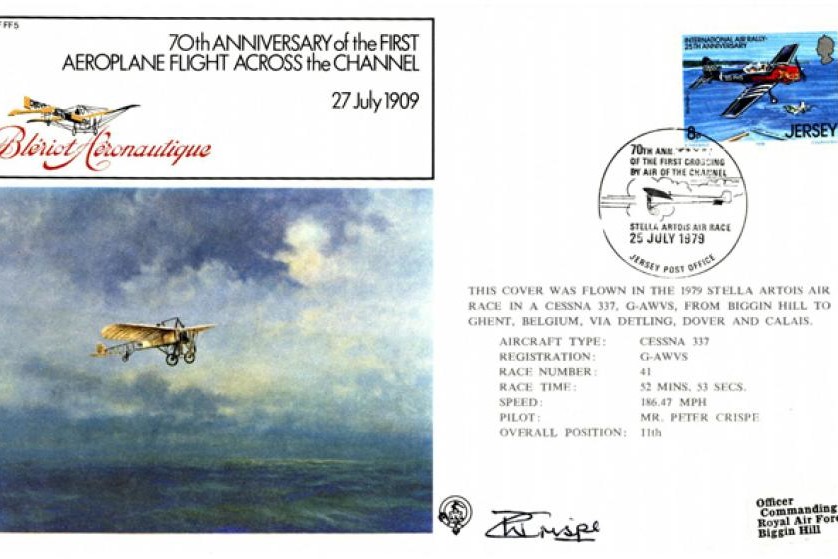 FF5
70th ANNIVERSARY of the FIRST
AEROPLANE FLIGHT ACROSS the CHANNEL
27 July 1909
Blériot Aéronautique
INTERNATIONAL AIR RALLY-
25TH ANNIVERSARY
8p JERSEY
70TH
OF THE FIRST CROSSING
BY AIR OF THE CHANNEL
STELLA ARTOIS AIR RACE
25 JULY 1979
JERSEY POST OFFICE
THIS COVER WAS FLOWN IN THE 1979 STELLA ARTOIS AIR
RACE IN A CESSNA 337, G-AWVS, FROM BIGGIN HILL TO
GHENT, BELGIUM, VIA DETLING, DOVER AND CALAIS.
AIRCRAFT TYPE: CESSNA 337
REGISTRATION: G-AWVS
RACE NUMBER: 41
RACE TIME: 52 MINS, 53 SECS.
SPEED: 186.47 MPH
PILOT: MR. PETER CRISPE
OVERALL POSITION: 11th
Crispe
Officer
Commanding
Royal Air Forc
Biggin Hill